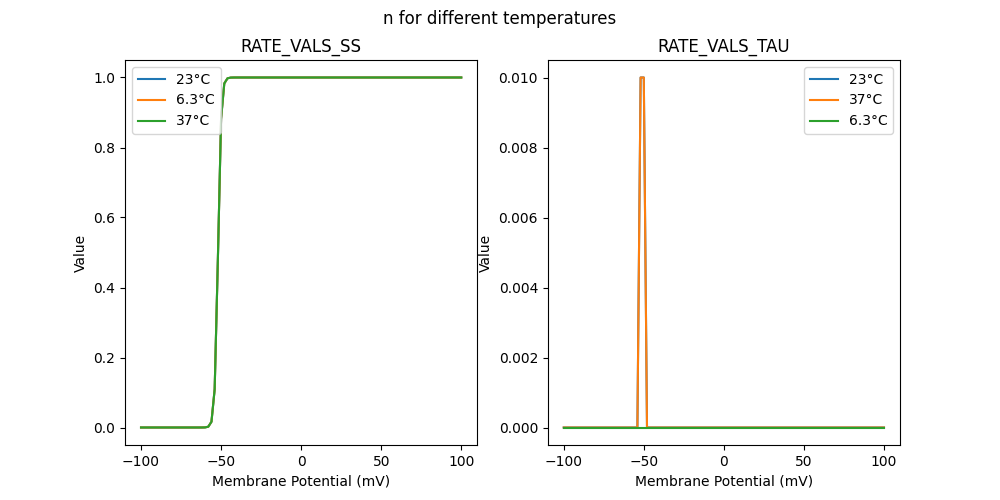 n for different temperatures
RATE_VALS_SS
1.0
0.8
0.6
0.4
0.2
0.0
Value
23°C
6.3°C
37°C
−100
−50
0
50
100
Membrane Potential (mV)
RATE_VALS_TAU
0.010
0.008
0.006
0.004
0.002
0.000
Value
23°C
37°C
6.3°C
−100
−50
0
50
100
Membrane Potential (mV)